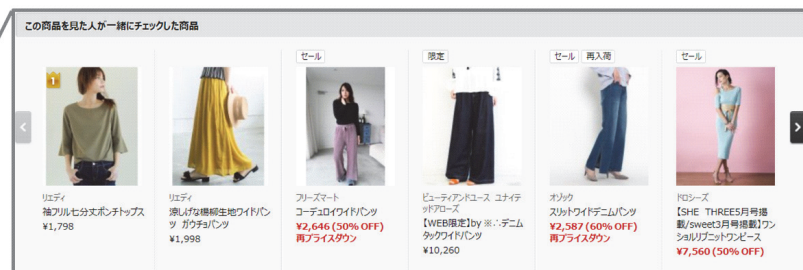 この商品を見た人が一緒にチェックした商品
1
リエディ
袖フリル七分丈ポンチトップス
¥1,798
リエディ
涼しげな楊柳生地ワイドパン
ツ ガウチョパンツ
¥1,998
セール
フリーズマート
コーデュロイワイドパンツ
¥2,646 (50% OFF)
再プライスダウン
限定
ビューティアンドユース ユナイテ
ッドアローズ
【WEB限定】by ※∴デニム
タックワイドパンツ
¥10,260
セール 再入荷
オゾック
スリットワイドデニムパンツ
¥2,587 (60% OFF)
再プライスダウン
セール
ドロシーズ
【SHE THREE5月号掲
載/sweet3月号掲載】ワン
ショルリブニットワンピース
¥7,560 (50% OFF)